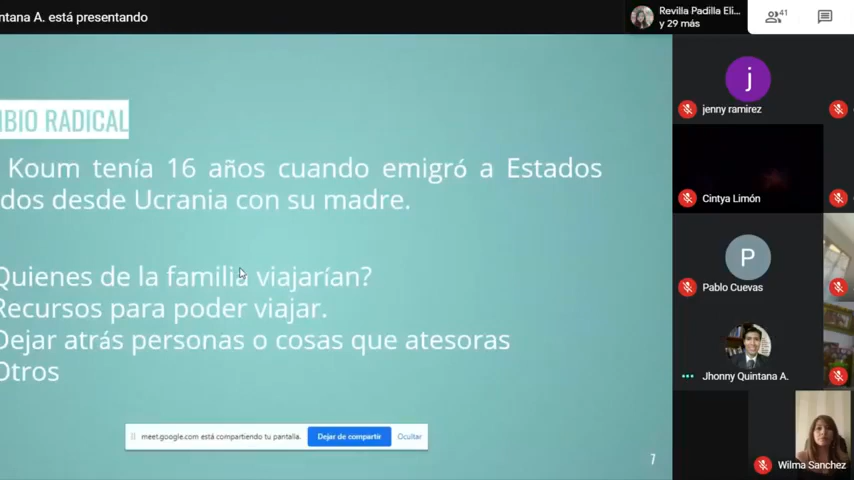 ntana A. está presentando
Revilla Padilla Eli...
y 29 más
41
BIO RADICAL
Koum tenía 16 años cuando emigró a Estados
dos desde Ucrania con su madre.
Quienes de la familia viajarían?
Recursos para poder viajar.
Dejar atrás personas o cosas que atesoras
Otros
meet.google.com está compartiendo tu pantalla.
Dejar de compartir
Ocultar
7
j
jenny ramirez
Cintya Limón
P
Pablo Cuevas
Jhonny Quintana A.
Wilma Sanchez